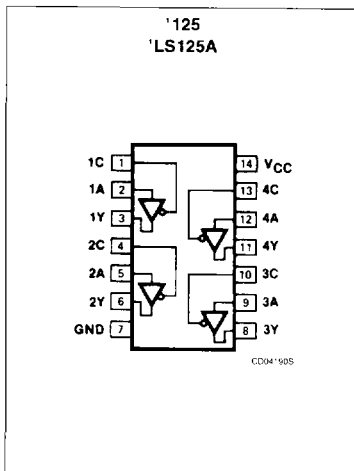 '125
'LS125A
1C 1 14 VCC
1A 2 13 4C
1Y 3 12 4A
2C 4 11 4Y
2A 5 10 3C
2Y 6 9 3A
GND 7 8 3Y
CD04190S